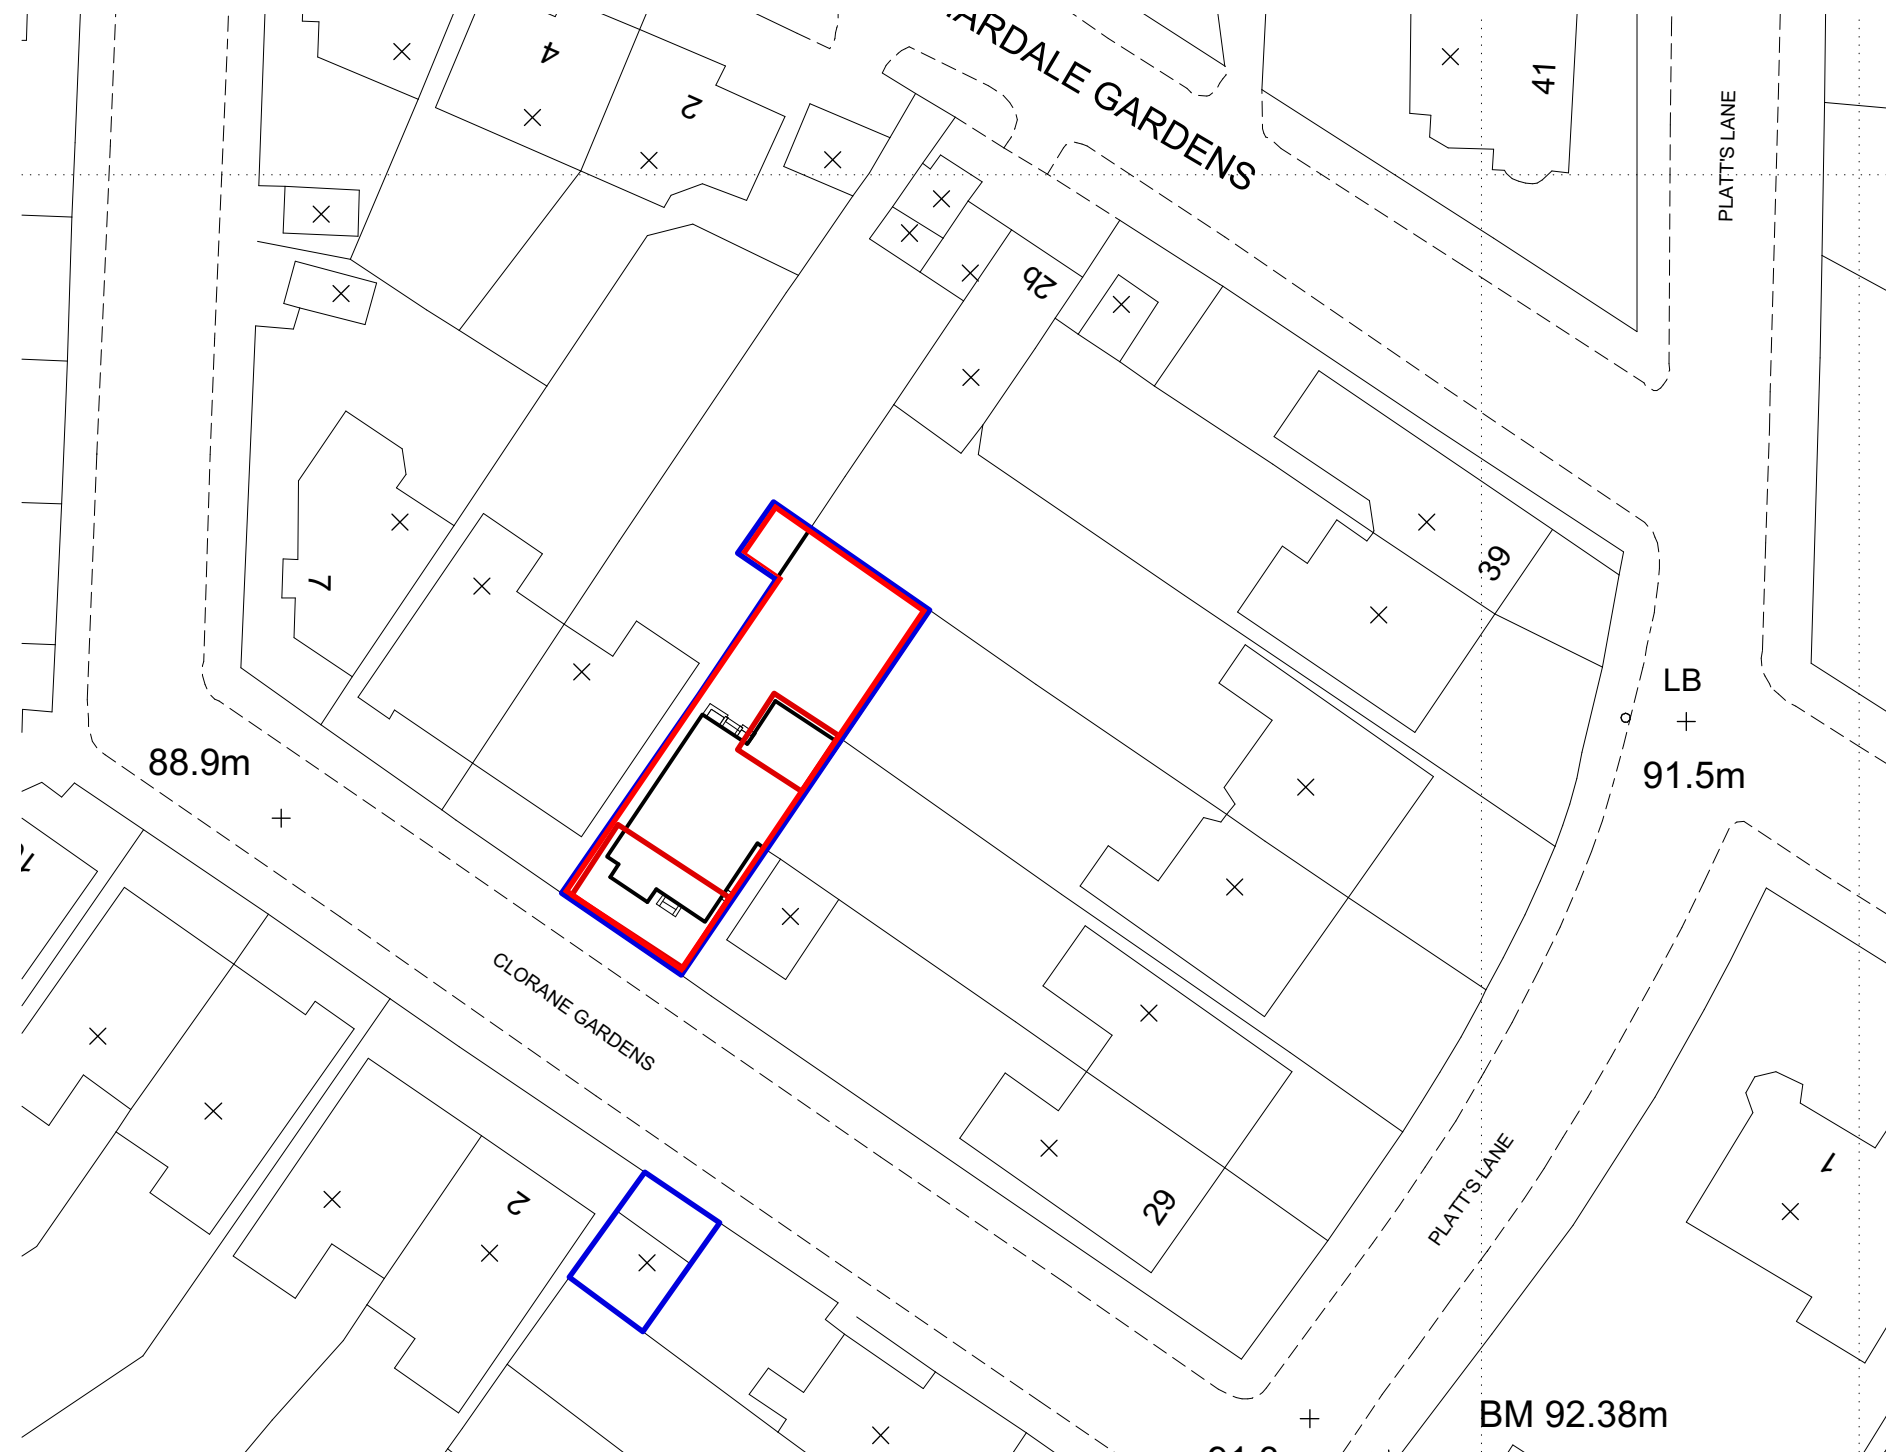 ARDALE GARDENS
4
2
41
PLATT'S LANE
2b
39
7
LB
91.5m
88.9m
CLORANE GARDENS
2
29
PLATT'S LANE
1
BM 92.38m